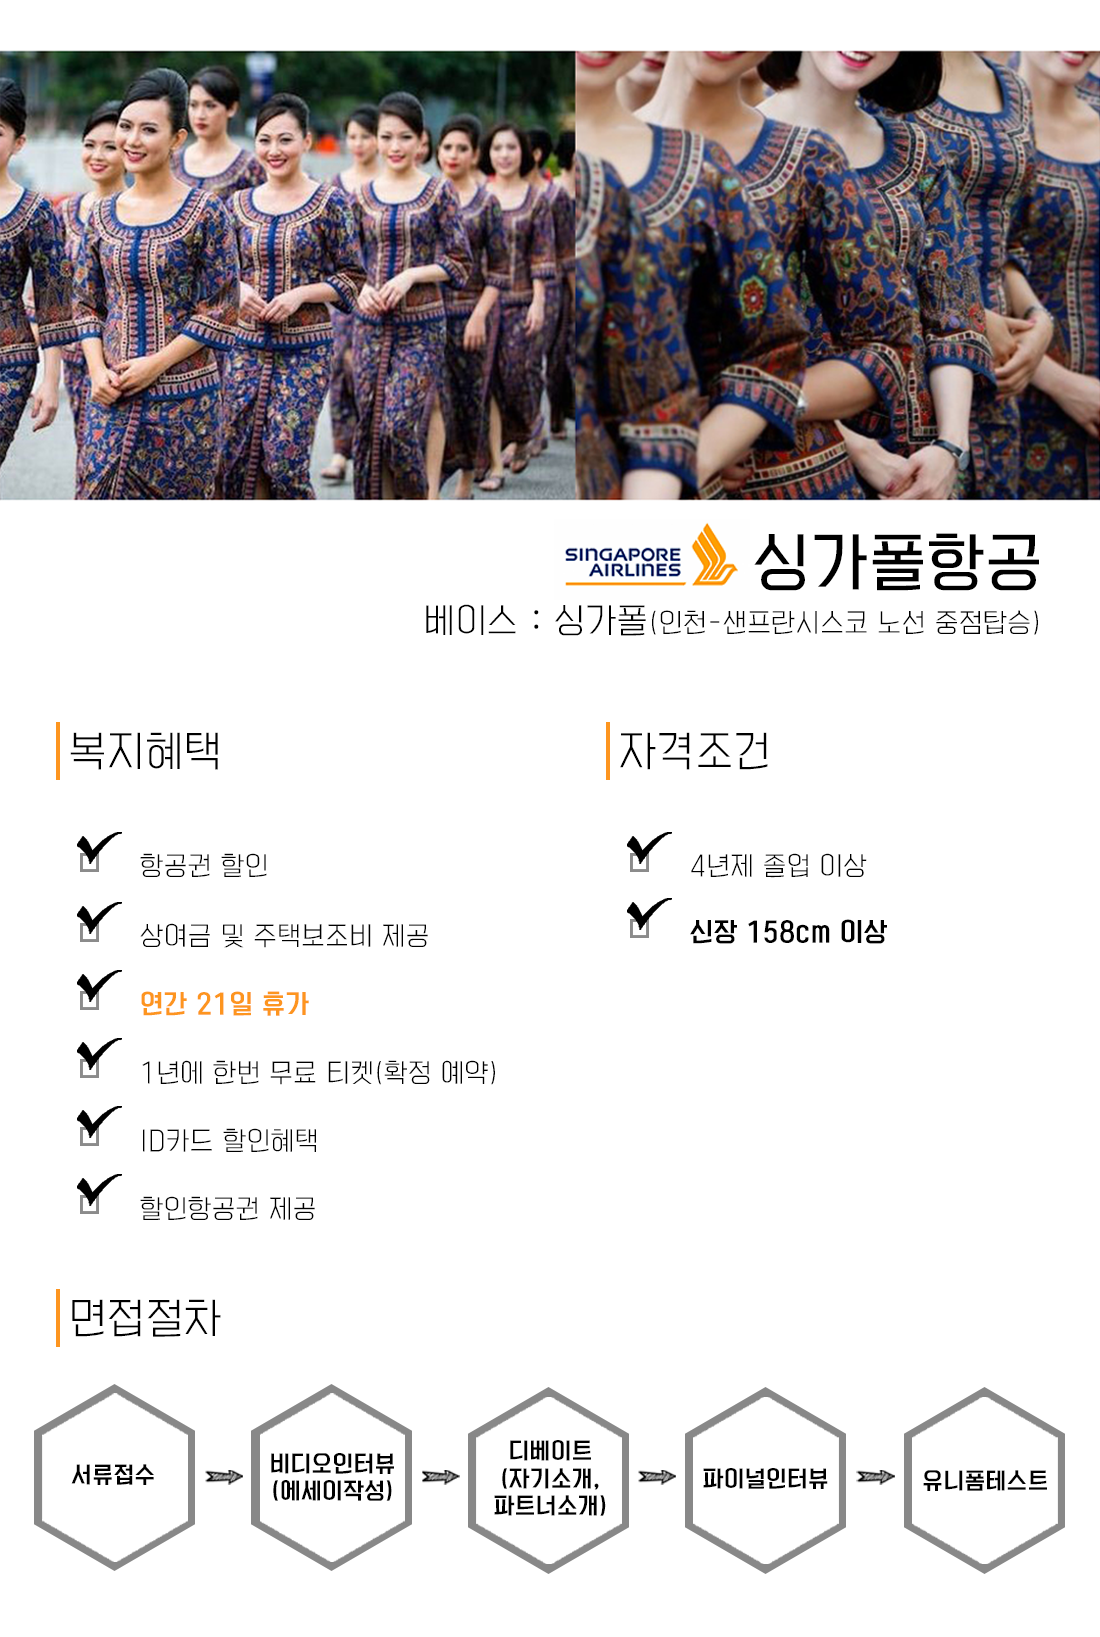 SINGAPORE
AIRLINES
싱가폴항공
베이스 : 싱가폴(인천-샌프란시스코 노선 중점탑승)
복지혜택
항공권 할인
상여금 및 주택보조비 제공
연간 21일 휴가
1년에 한번 무료 티켓(확정 예약)
ID카드 할인혜택
할인항공권 제공
자격조건
4년제 졸업 이상
신장 158cm 이상
면접절차
서류접수
비디오인터뷰
(에세이작성)
디베이트
(자기소개,
파트너소개)
파이널인터뷰
유니폼테스트